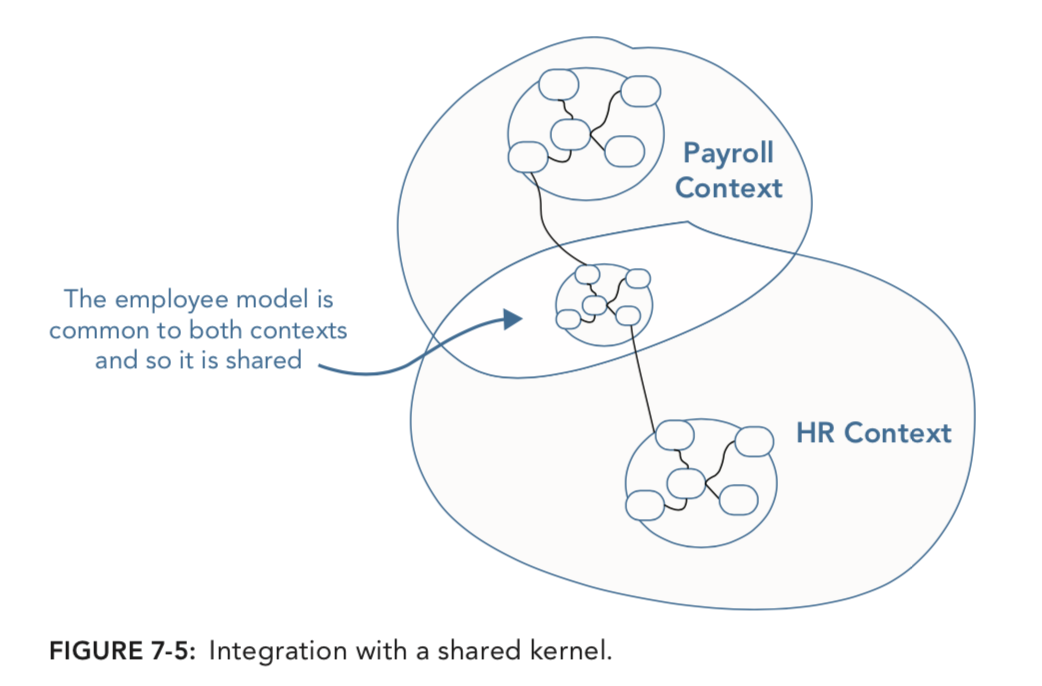 Payroll
Context
The employee model is
common to both contexts
and so it is shared
HR Context
FIGURE 7-5: Integration with a shared kernel.